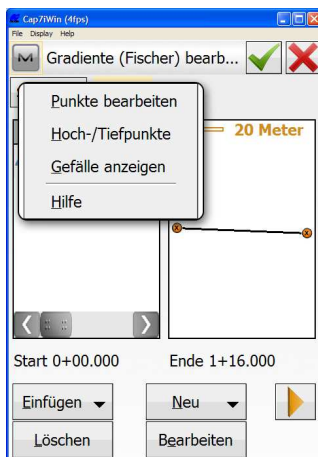 Cap7iWin (4fps)
File Display Help
M Gradiente (Fischer) bearb...
Punkte bearbeiten
Hoch-/Tiefpunkte
Gefälle anzeigen
Hilfe
20 Meter
Start 0+00.000 Ende 1+16.000
Einfügen Neu
Löschen Bearbeiten